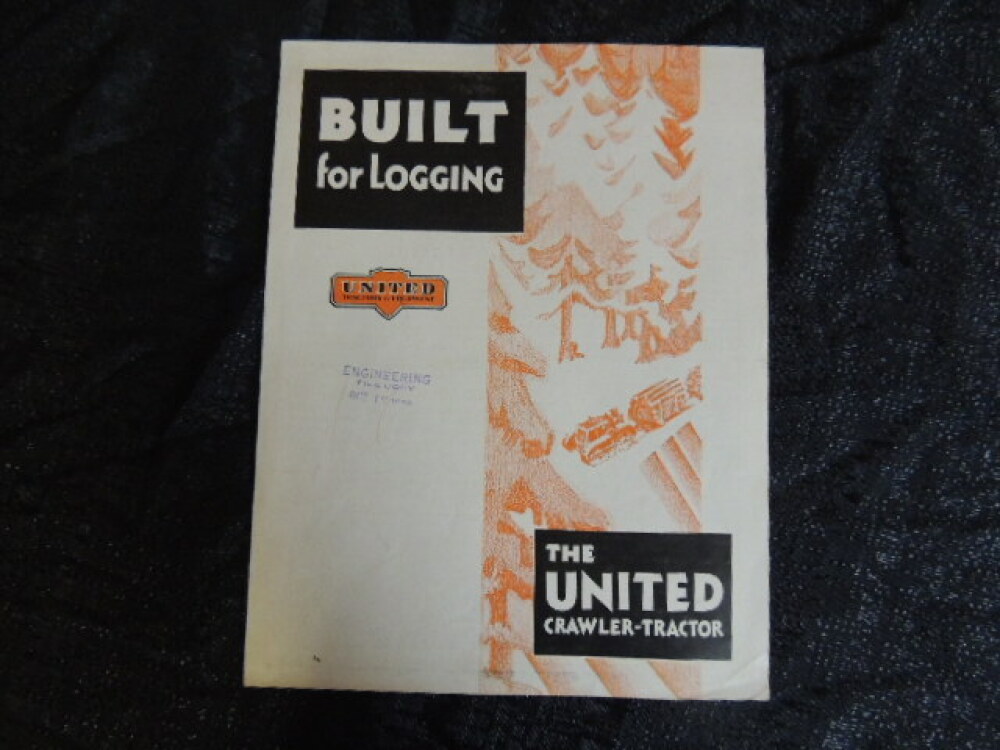 BUILT
for LOGGING
UNITED
ENGINEERING
THE
UNITED
CRAWLER-TRACTOR